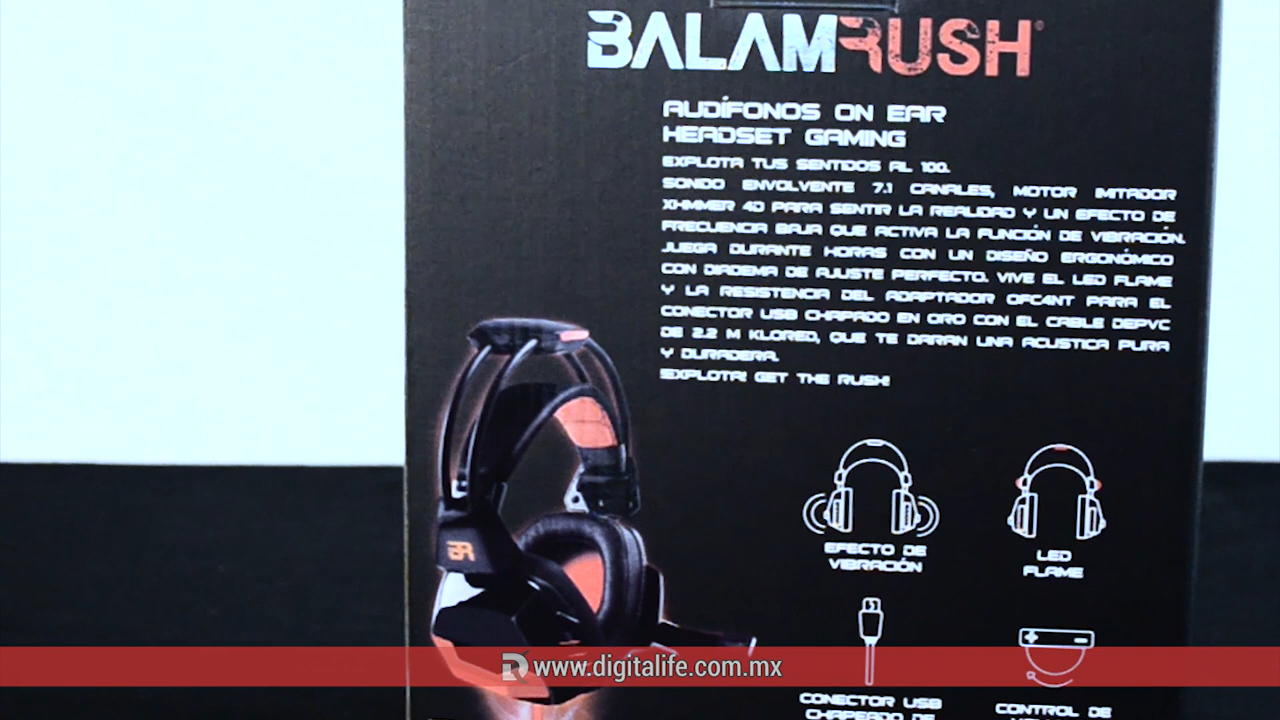 BALAMRUSH
AUDÍFONOS ON EAR
HEADSET GAMING
EXPLOTA TUS SENTIDOS AL 100.
SONIDO ENVOLVENTE 7.1 CANALES, MOTOR IMITADOR
XHMMER 4D PARA SENTIR LA REALIDAD Y UN EFECTO DE
FRECUENCIA BAJA QUE ACTIVA LA FUNCIÓN DE VIBRACIÓN.
JUEGA DURANTE HORAS CON UN DISEÑO ERGONÓMICO
CON DIADEMA DE AJUSTE PERFECTO. VIVE EL LED FLAME
Y LA RESISTENCIA DEL ADAPTADOR OFC4NT PARA EL
CONECTOR USB CHAPADO EN ORO CON EL CABLE DEPVC
DE 2.2 M KLORED, QUE TE DARAN UNA ACUSTICA PURA
Y DURADERA.
!EXPLOTA! GET THE RUSH!
EFECTO DE
VIBRACIÓN
LED
FLAME
BR
www.digitalife.com.mx
CONECTOR USB
CHAPEADO DE
CONTROL DE